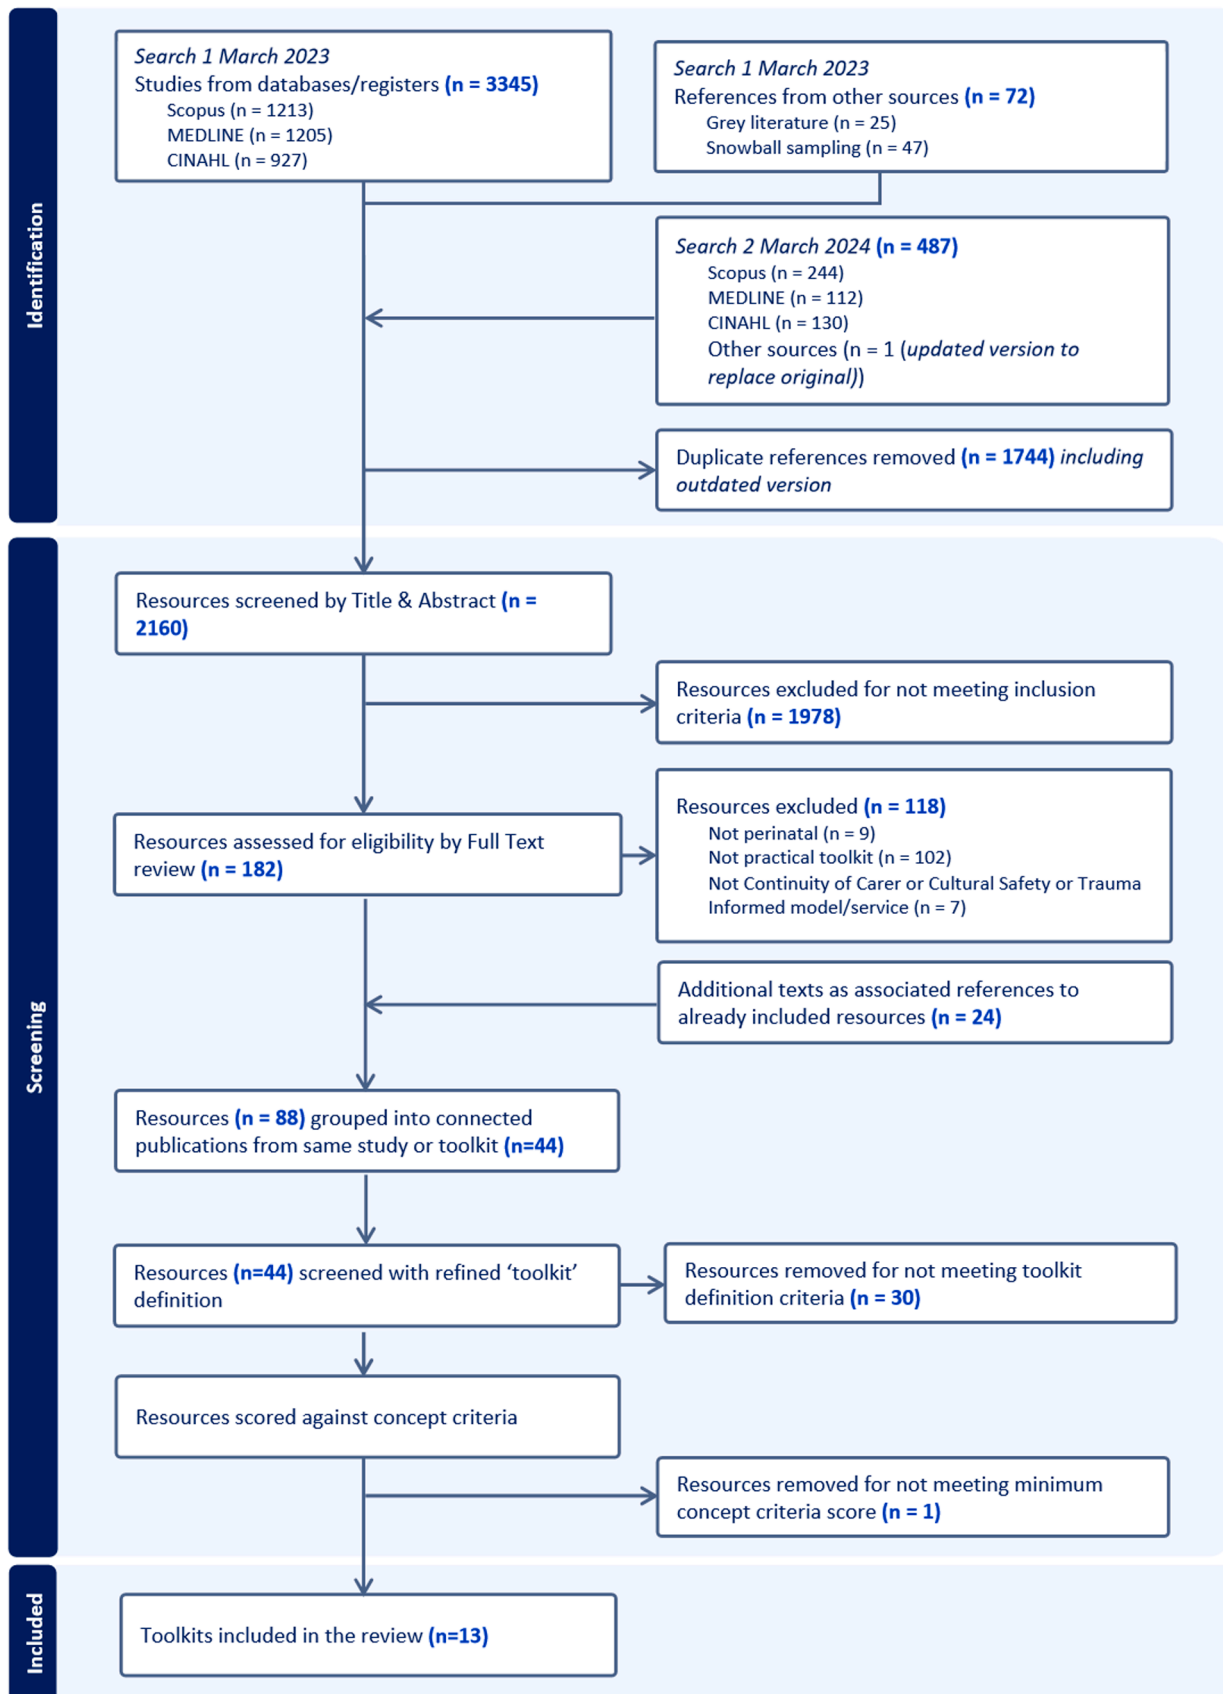 Identification
Search 1 March 2023
Studies from databases/registers (n = 3345)
Scopus (n = 1213)
MEDLINE (n = 1205)
CINAHL (n = 927)
Search 1 March 2023
References from other sources (n = 72)
Grey literature (n = 25)
Snowball sampling (n = 47)
Search 2 March 2024 (n = 487)
Scopus (n = 244)
MEDLINE (n = 112)
CINAHL (n = 130)
Other sources (n = 1 (updated version to
replace original))
Duplicate references removed (n = 1744) including
outdated version
Screening
Resources screened by Title & Abstract (n =
2160)
Resources excluded for not meeting inclusion
criteria (n = 1978)
Resources assessed for eligibility by Full Text
review (n = 182)
Resources excluded (n = 118)
Not perinatal (n = 9)
Not practical toolkit (n = 102)
Not Continuity of Carer or Cultural Safety or Trauma
Informed model/service (n = 7)
Additional texts as associated references to
already included resources (n = 24)
Resources (n = 88) grouped into connected
publications from same study or toolkit (n=44)
Resources (n=44) screened with refined ‘toolkit’
definition
Resources removed for not meeting toolkit
definition criteria (n = 30)
Resources scored against concept criteria
Resources removed for not meeting minimum
concept criteria score (n = 1)
Included
Toolkits included in the review (n=13)